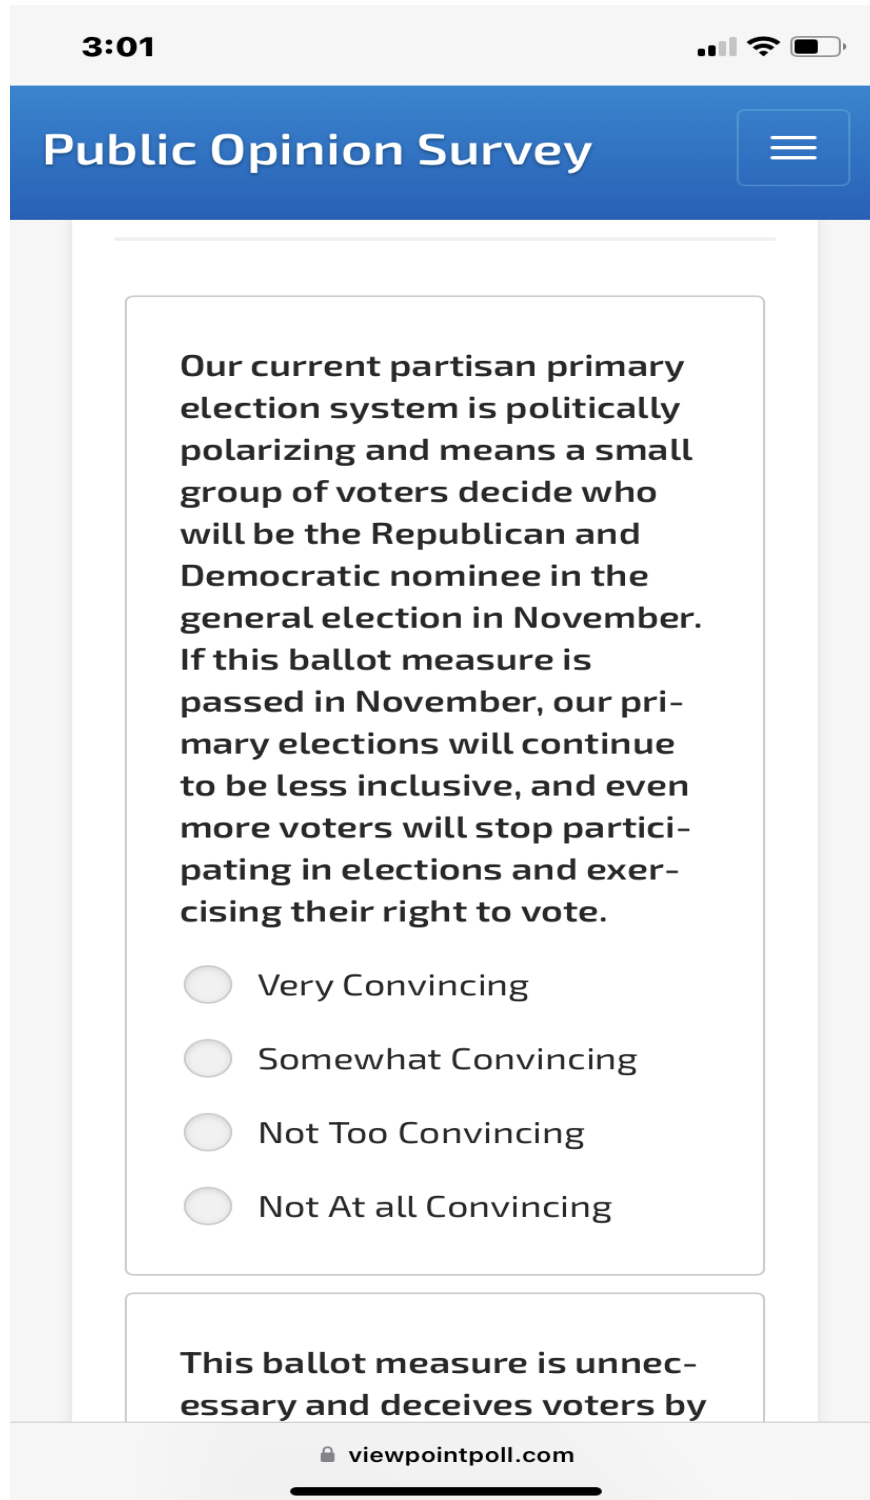 3:01
Public Opinion Survey
Our current partisan primary
election system is politically
polarizing and means a small
group of voters decide who
will be the Republican and
Democratic nominee in the
general election in November.
If this ballot measure is
passed in November, our pri-
mary elections will continue
to be less inclusive, and even
more voters will stop partici-
pating in elections and exer-
cising their right to vote.
Very Convincing
Somewhat Convincing
Not Too Convincing
Not At all Convincing
This ballot measure is unnec-
essary and deceives voters by
viewpointpoll.com